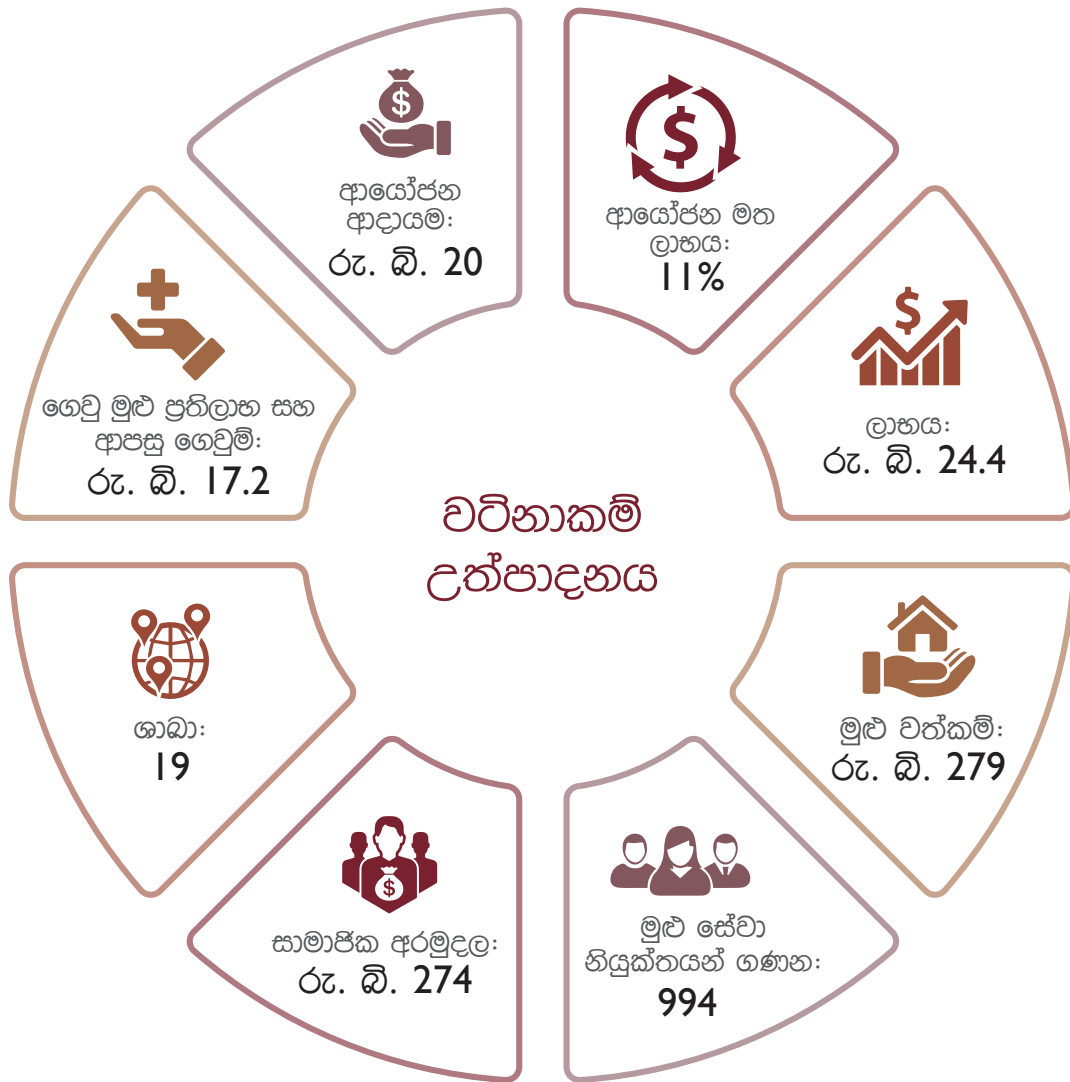 ආයෝජන
ආදායම:
රු. බි. 20
ආයෝජන මත
ලාභය:
11%
ලාභය:
රු. බි. 24.4
මුළු වත්කම්:
රු. බි. 279
මුළු සේවා
නියුක්තයන් ගණන:
994
සාමාජික අරමුදල:
රු. බි. 274
ශාඛා:
19
ගෙවු මුළු ප්‍රතිලාභ සහ
ආපසු ගෙවුම්:
රු. බි. 17.2
වටිනාකම්
උත්පාදනය